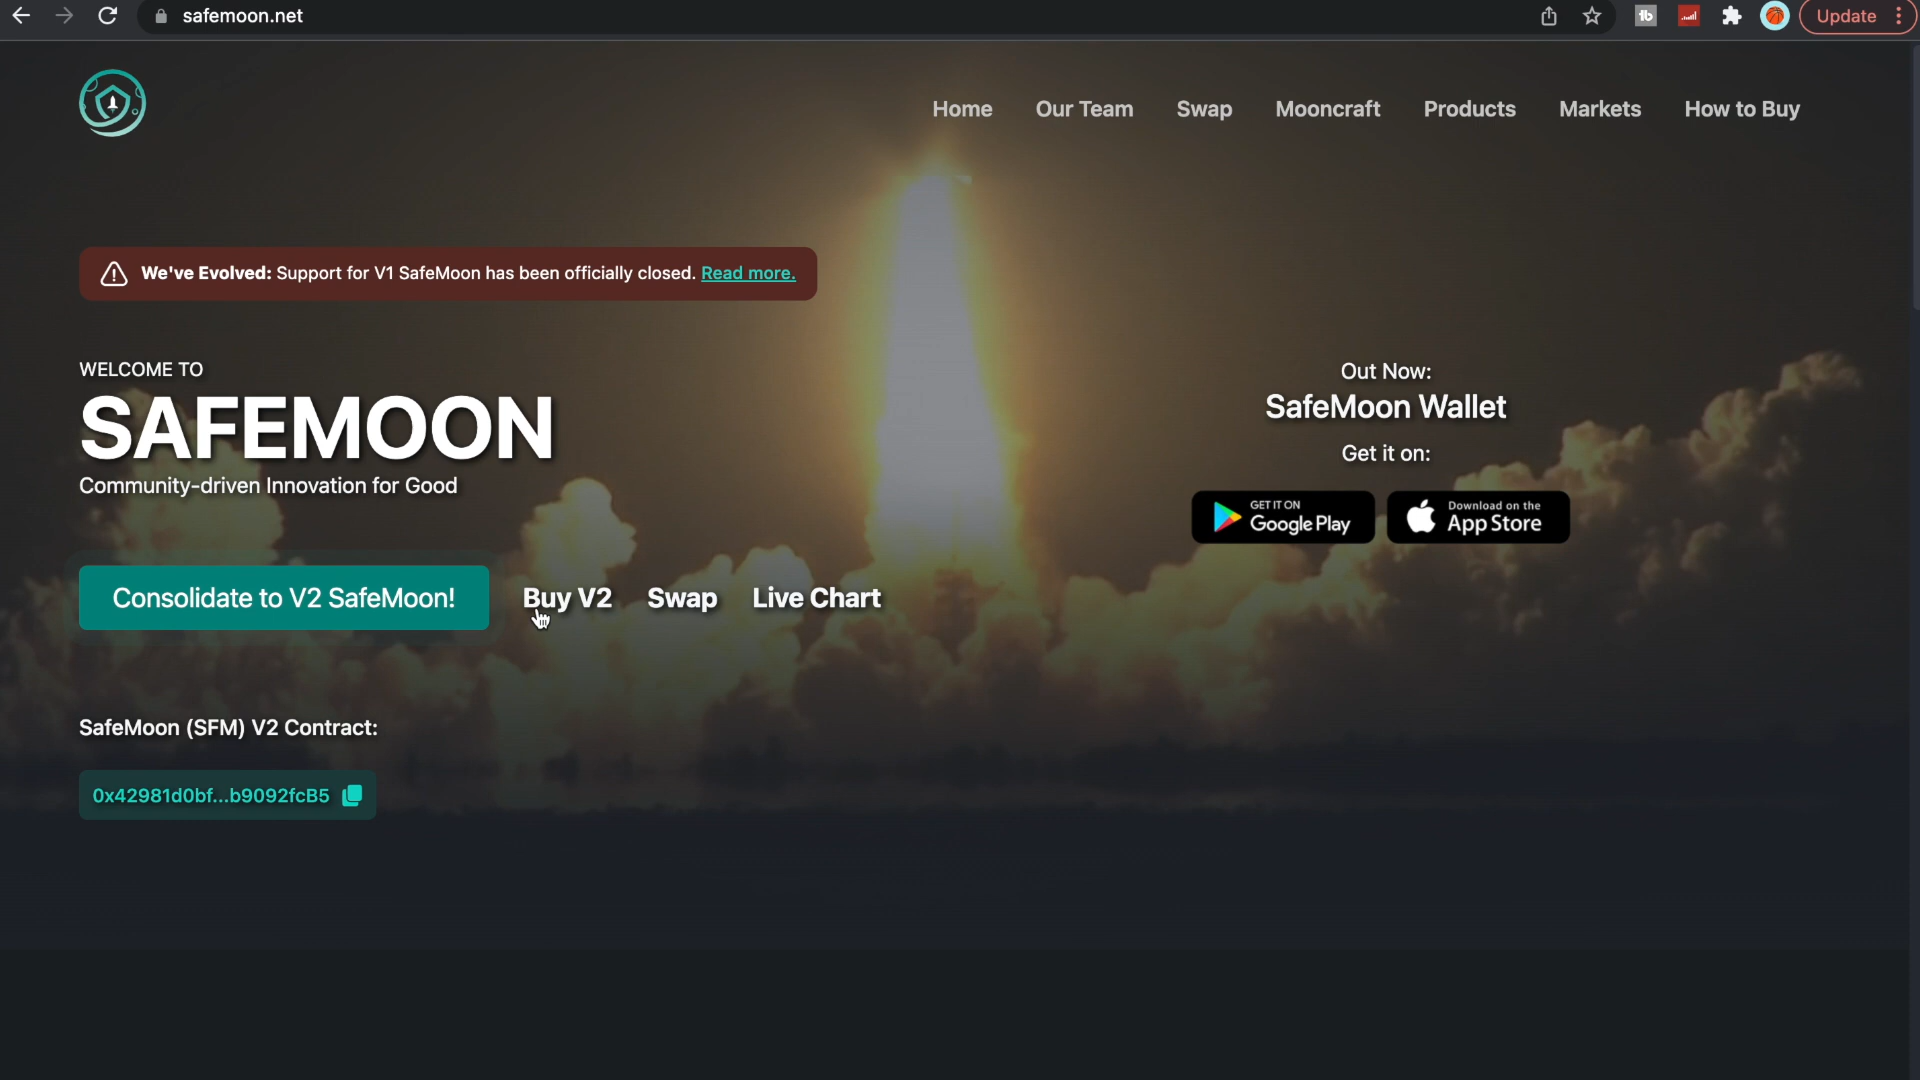 safemoon.net
tb
Update
Home Our Team Swap Mooncraft Products Markets How to Buy
We've Evolved: Support for V1 SafeMoon has been officially closed. Read more.
WELCOME TO
SAFEMOON
Community-driven Innovation for Good
Out Now:
SafeMoon Wallet
Get it on:
GET IT ON
Google Play
Download on the
App Store
Consolidate to V2 SafeMoon! Buy V2 Swap Live Chart
SafeMoon (SFM) V2 Contract:
0x42981d0bf...b9092fcB5